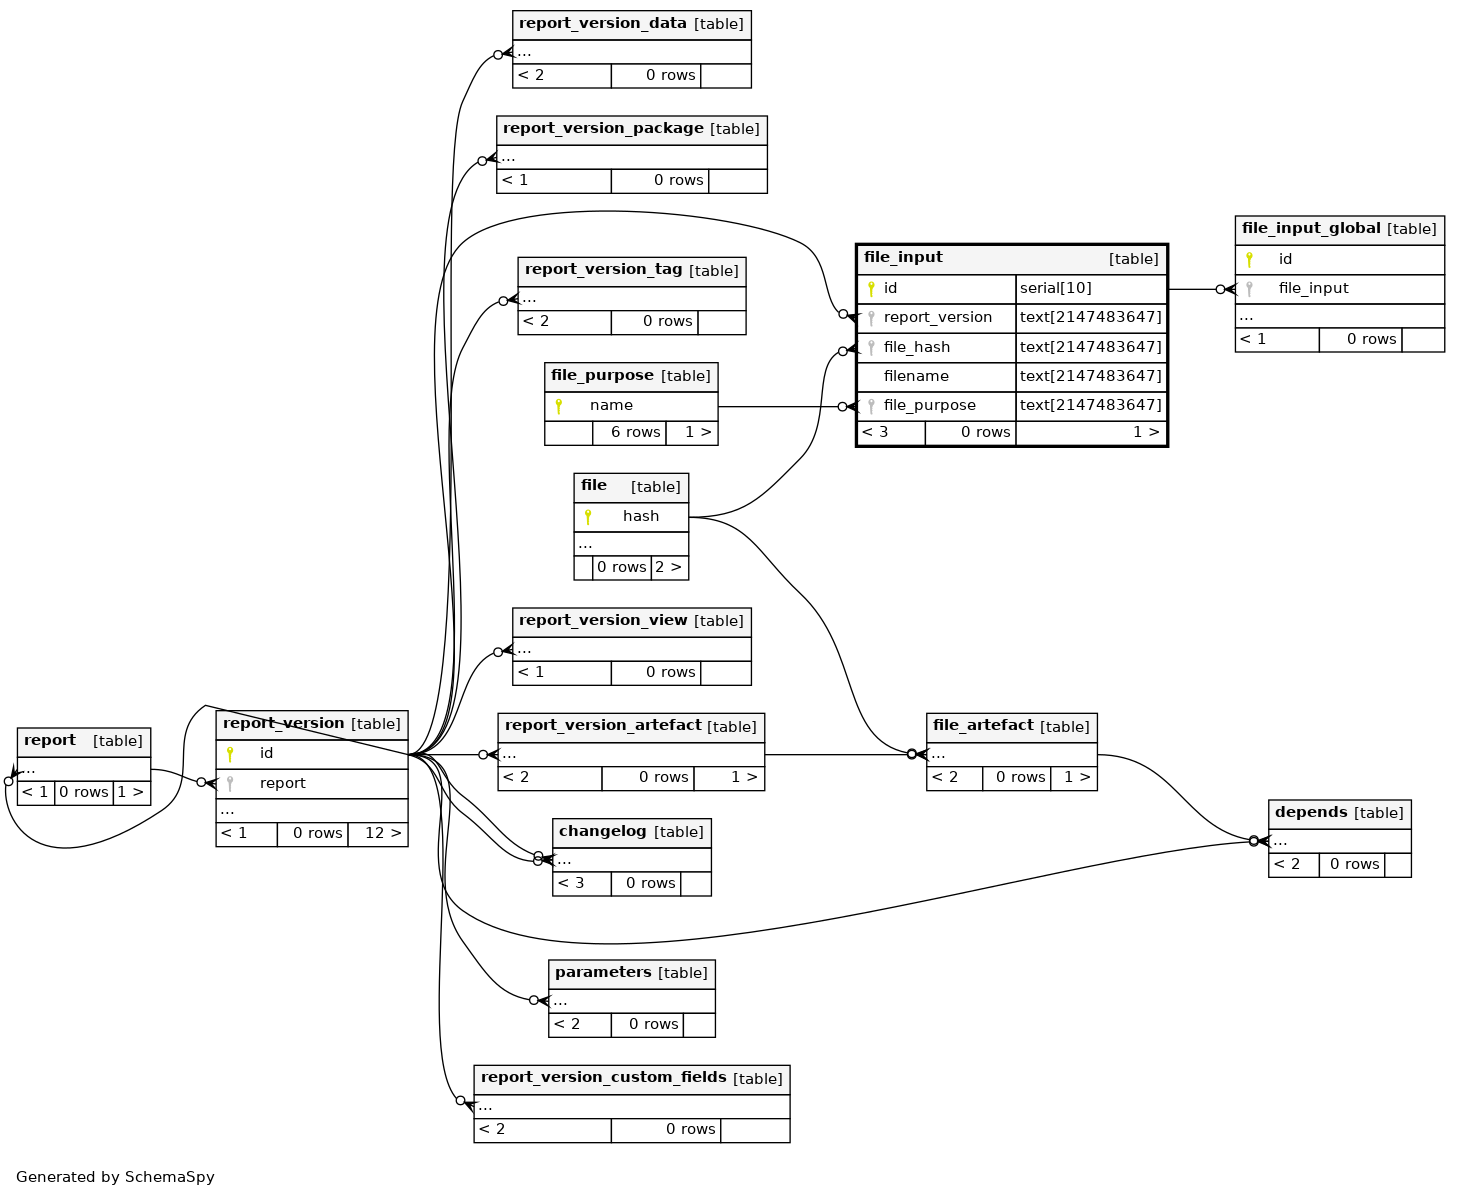 report_version_data [table]
...
< 2 0 rows
report_version_package [table]
...
< 1 0 rows
file_input_global [table]
id
file_input
...
< 1 0 rows
file_input [table]
id serial[10]
report_version text[2147483647]
file_hash text[2147483647]
filename text[2147483647]
file_purpose text[2147483647]
< 3 0 rows 1 >
report_version_tag [table]
...
< 2 0 rows
file_purpose [table]
name
6 rows 1 >
file [table]
hash
...
0 rows 2 >
report_version_view [table]
...
< 1 0 rows
report_version [table]
id
report
...
< 1 0 rows 12 >
report [table]
...
< 1 0 rows 1 >
report_version_artefact [table]
...
< 2 0 rows 1 >
file_artefact [table]
...
< 2 0 rows 1 >
depends [table]
...
< 2 0 rows
changelog [table]
...
< 3 0 rows
parameters [table]
...
< 2 0 rows
report_version_custom_fields [table]
...
< 2 0 rows
Generated by SchemaSpy